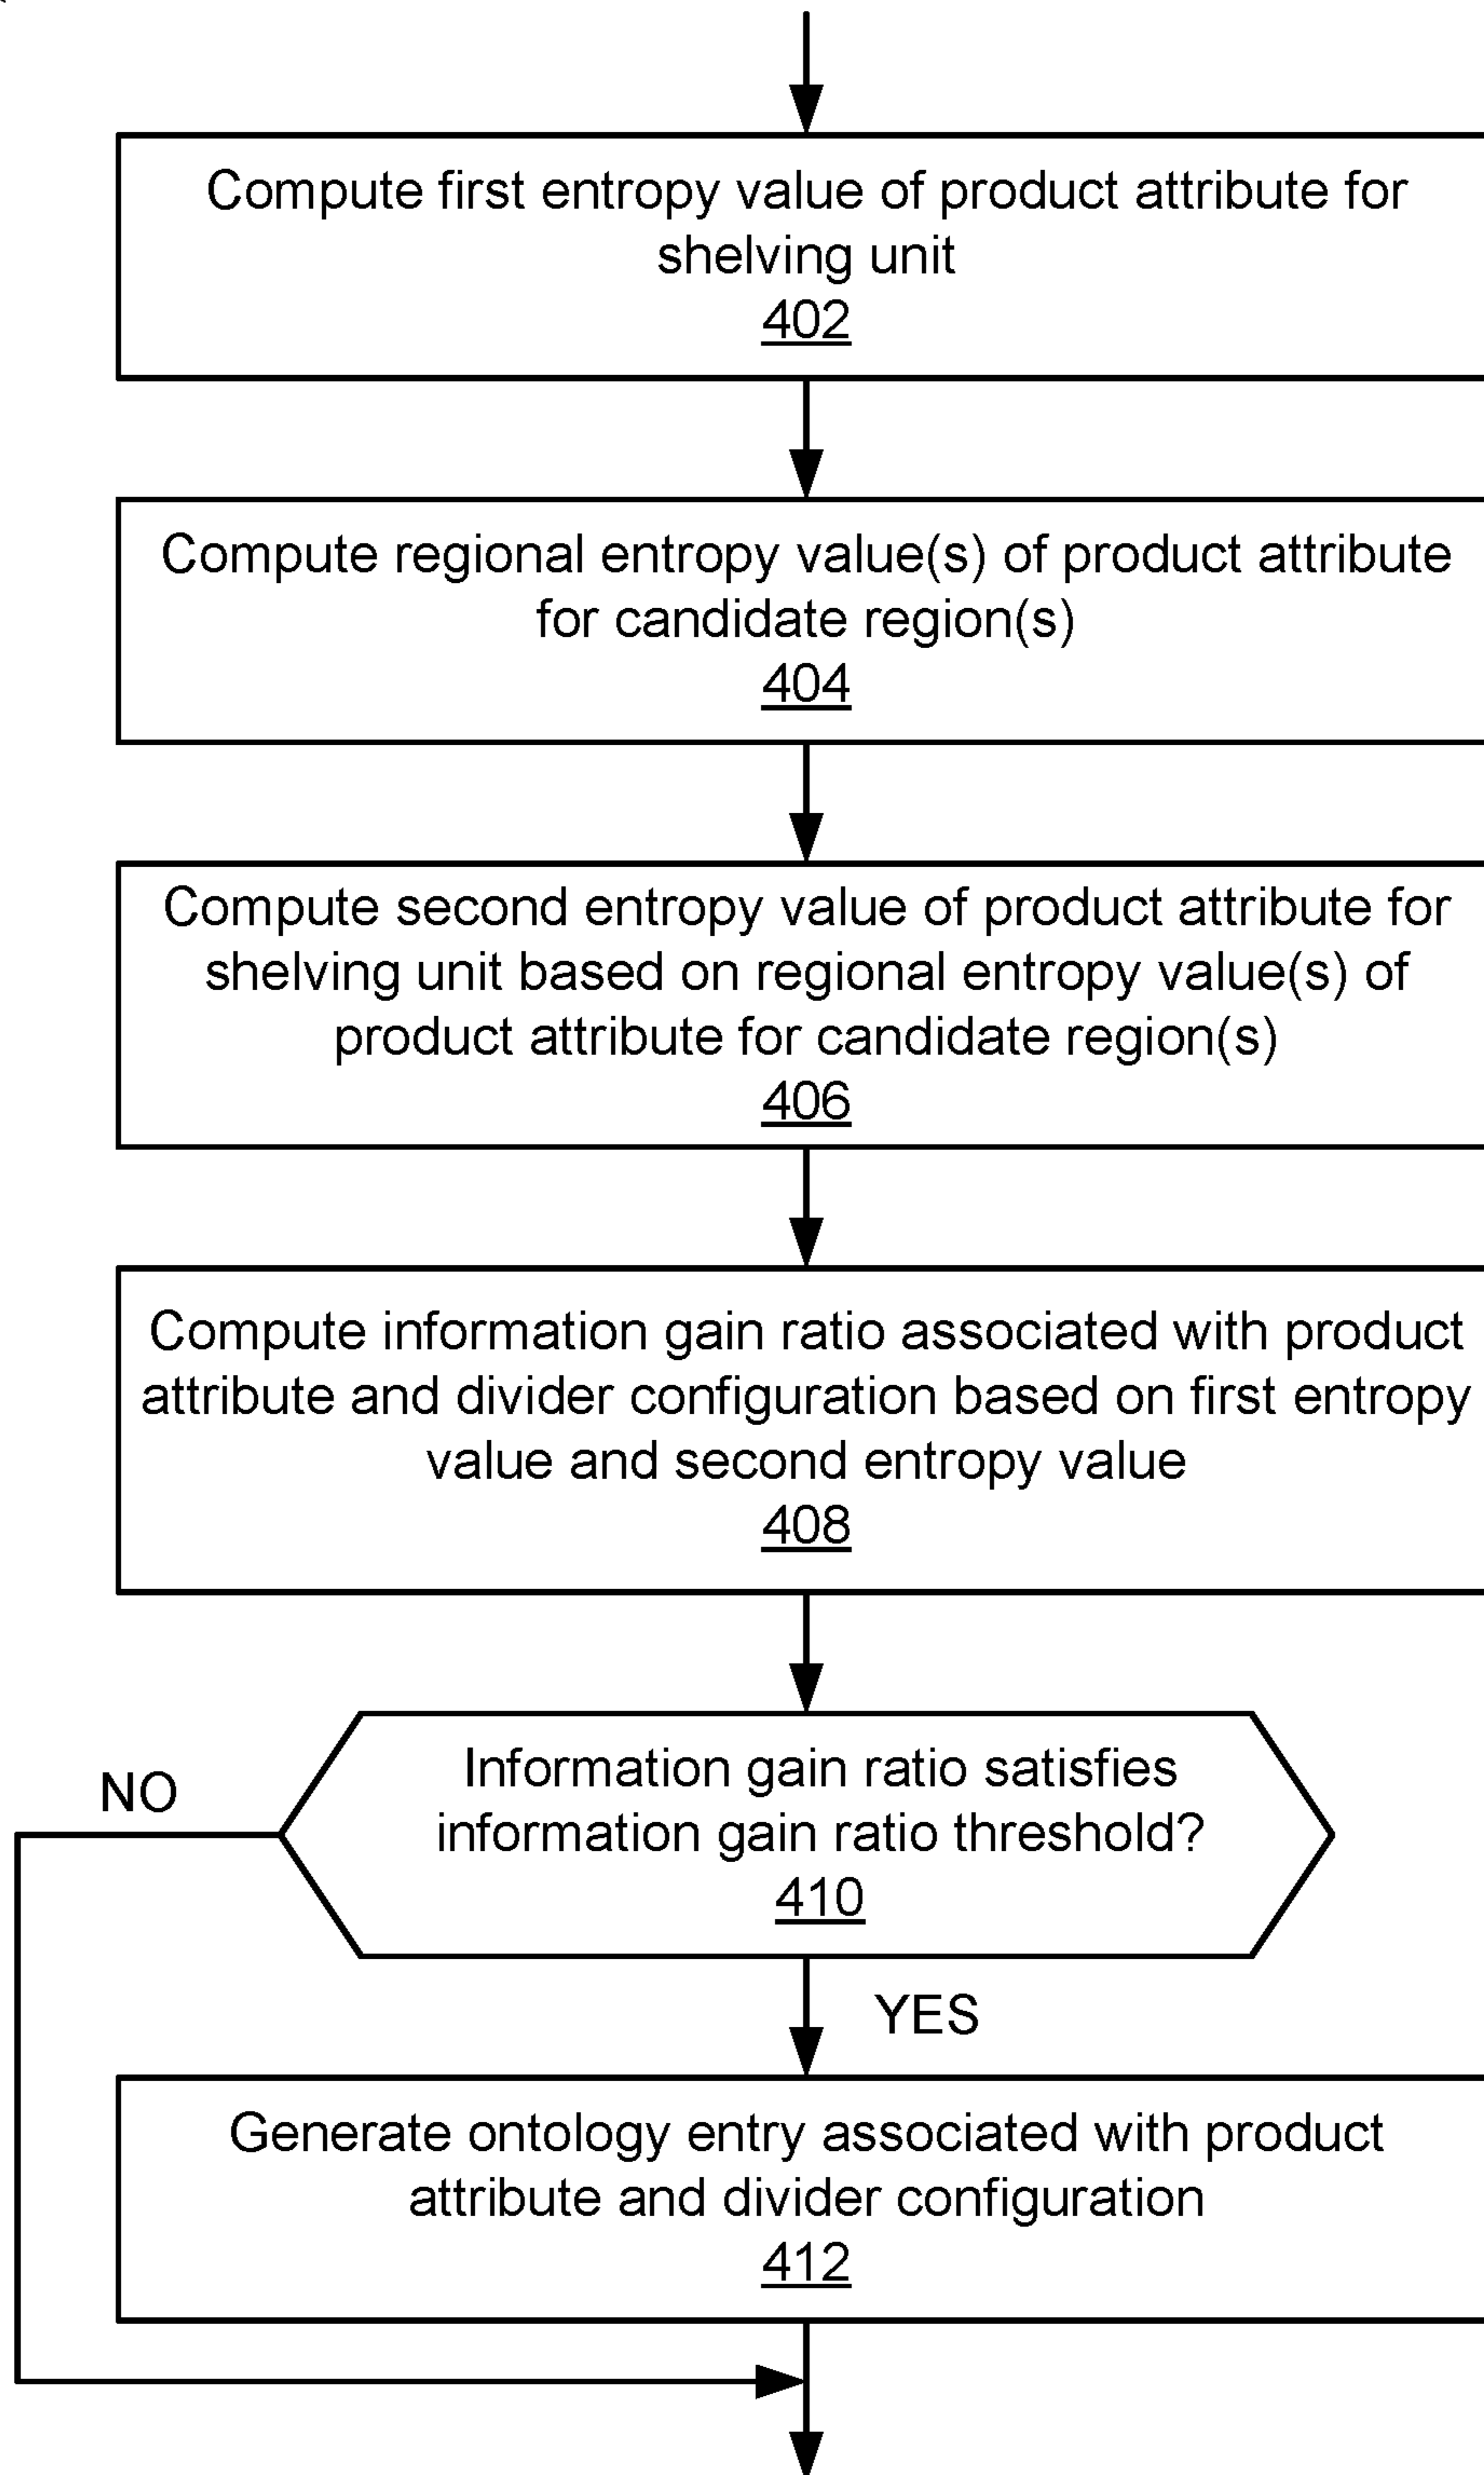 Compute first entropy value of product attribute for
shelving unit
402
Compute regional entropy value(s) of product attribute
for candidate region(s)
404
Compute second entropy value of product attribute for
shelving unit based on regional entropy value(s) of
product attribute for candidate region(s)
406
Compute information gain ratio associated with product
attribute and divider configuration based on first entropy
value and second entropy value
408
Information gain ratio satisfies
information gain ratio threshold?
410
NO
YES
Generate ontology entry associated with product
attribute and divider configuration
412